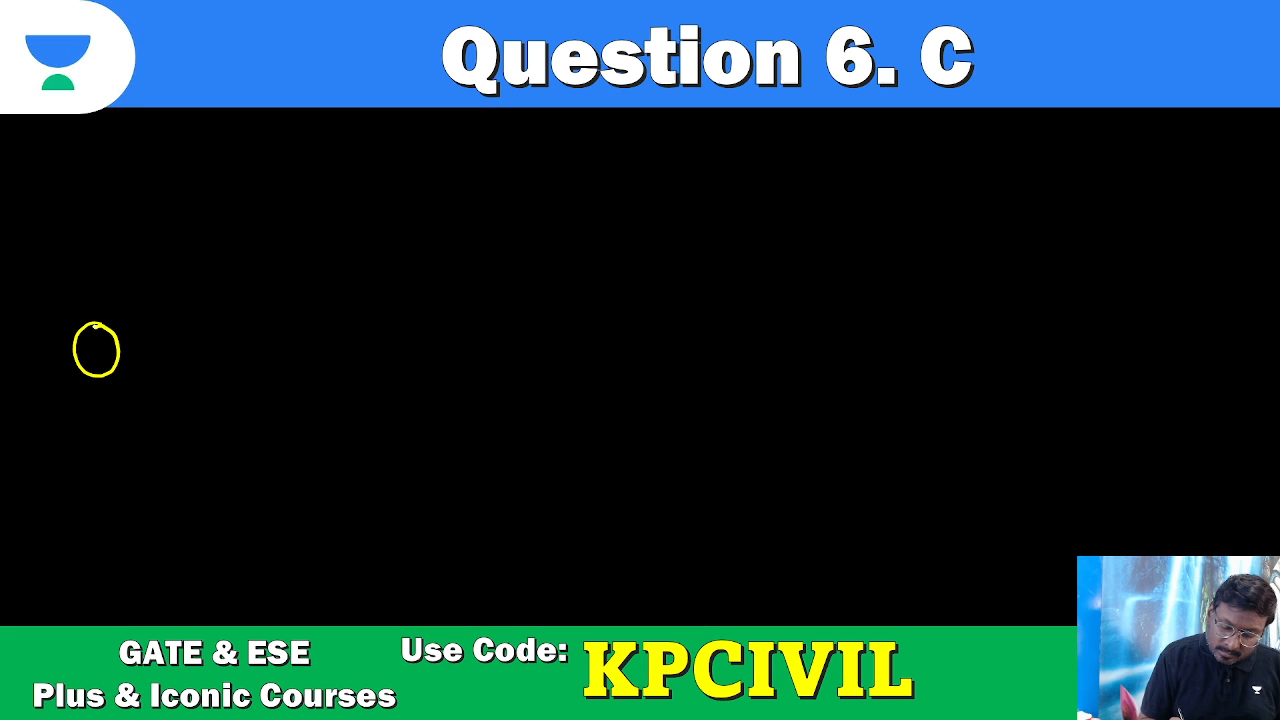 Question 6. C
GATE & ESE
Plus & Iconic Courses
Use Code: KPCIVIL